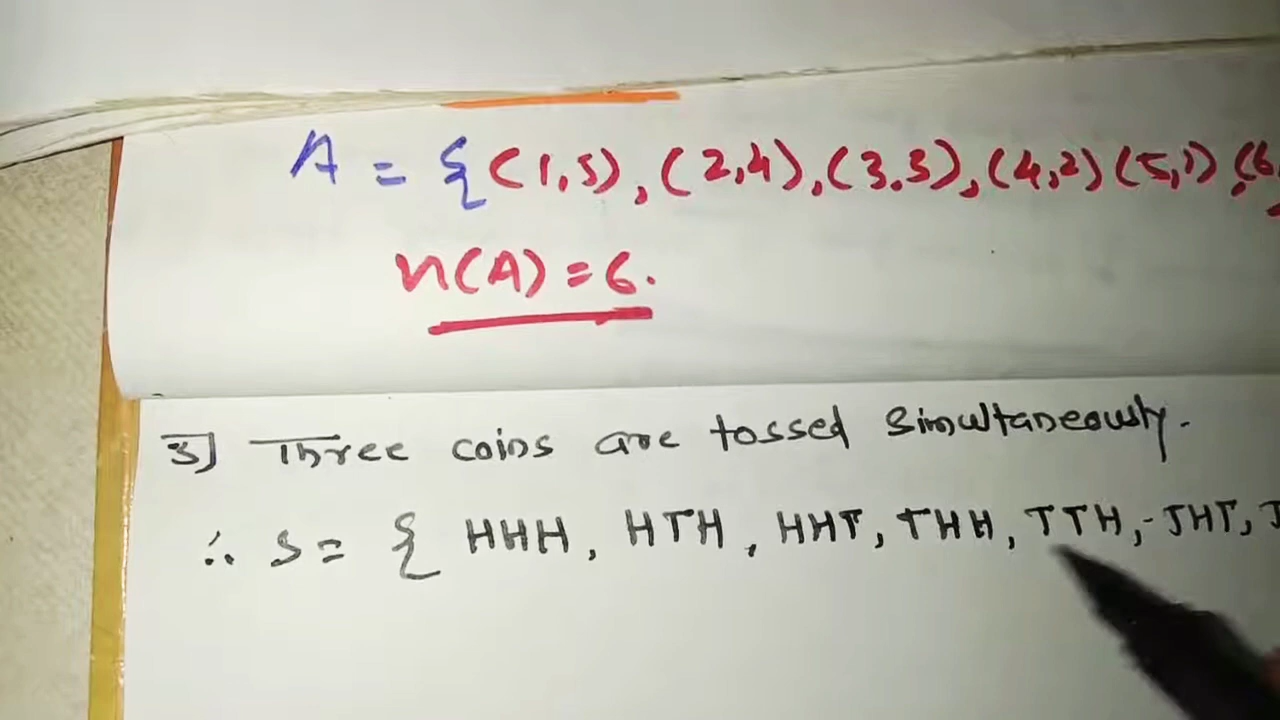 A = { (1,5), (2,4), (3.3), (4,2) (5,1), (6,
n(A) = 6.
3] Three coins are tossed simultaneously.
∴ S = { HHH, HTH, HHT, THH, TTH, THT, T